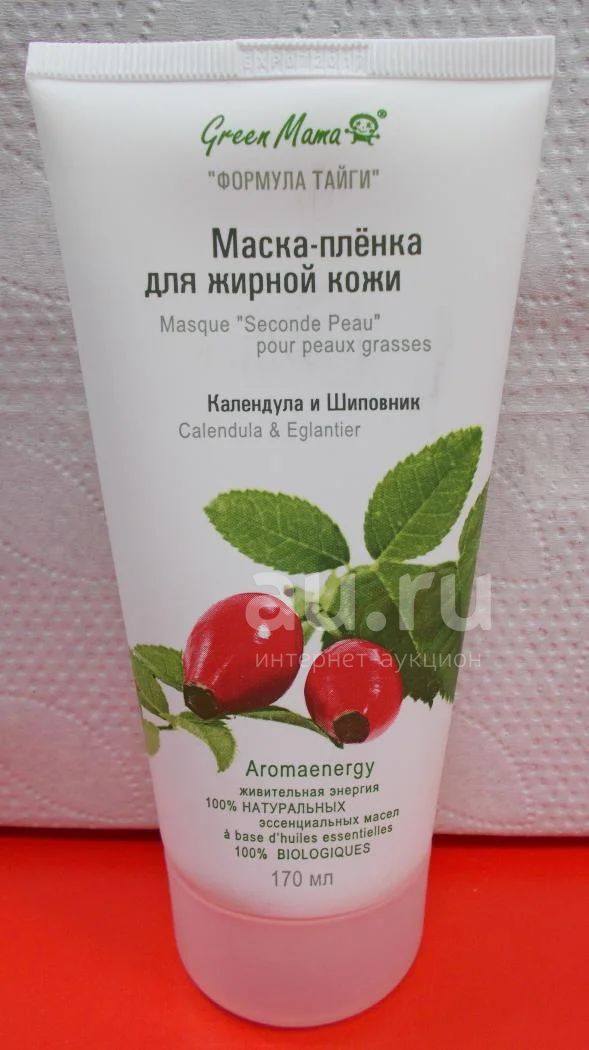 EXP072017
Green Mama®
"ФОРМУЛА ТАЙГИ"
Маска-плёнка
для жирной кожи
Masque "Seconde Peau"
pour peaux grasses
Календула и Шиповник
Calendula & Eglantier
au.ru
интернет-аукцион
Aromaenergy
живительная энергия
100% НАТУРАЛЬНЫХ
эссенциальных масел
à base d'huiles essentielles
100% BIOLOGIQUES
170 мл